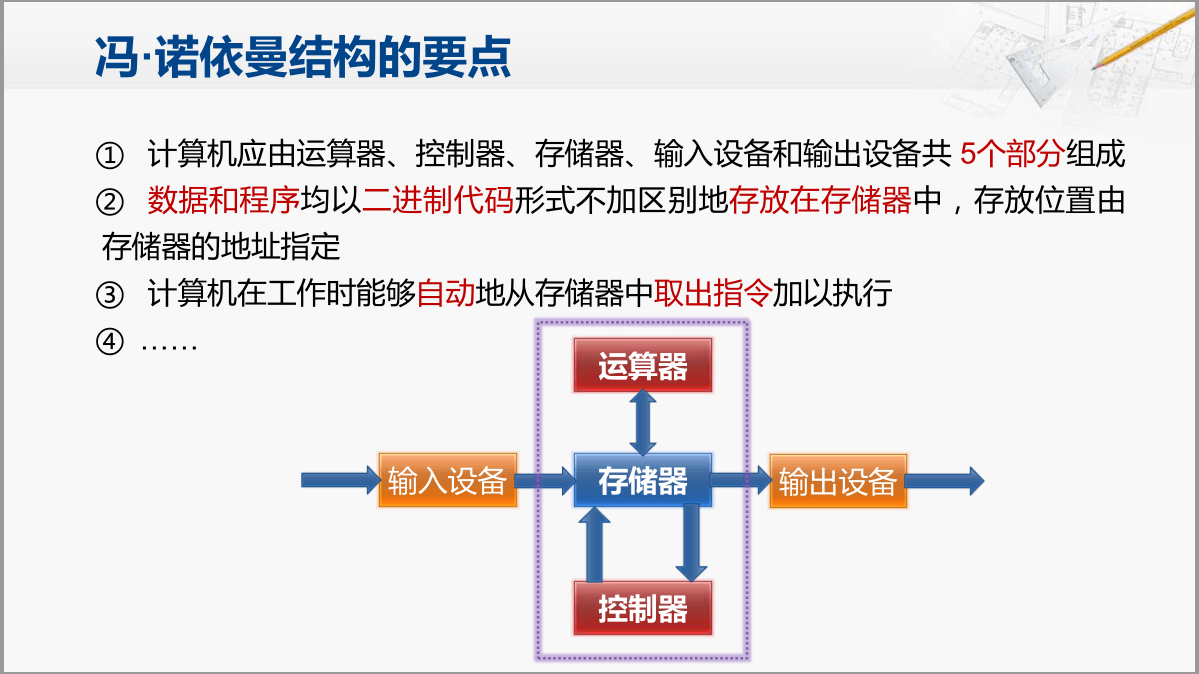 冯·诺依曼结构的要点
① 计算机应由运算器、控制器、存储器、输入设备和输出设备共 5个部分组成
② 数据和程序均以二进制代码形式不加区别地存放在存储器中，存放位置由
存储器的地址指定
③ 计算机在工作时能够自动地从存储器中取出指令加以执行
④ ……
运算器
输入设备
存储器
输出设备
控制器